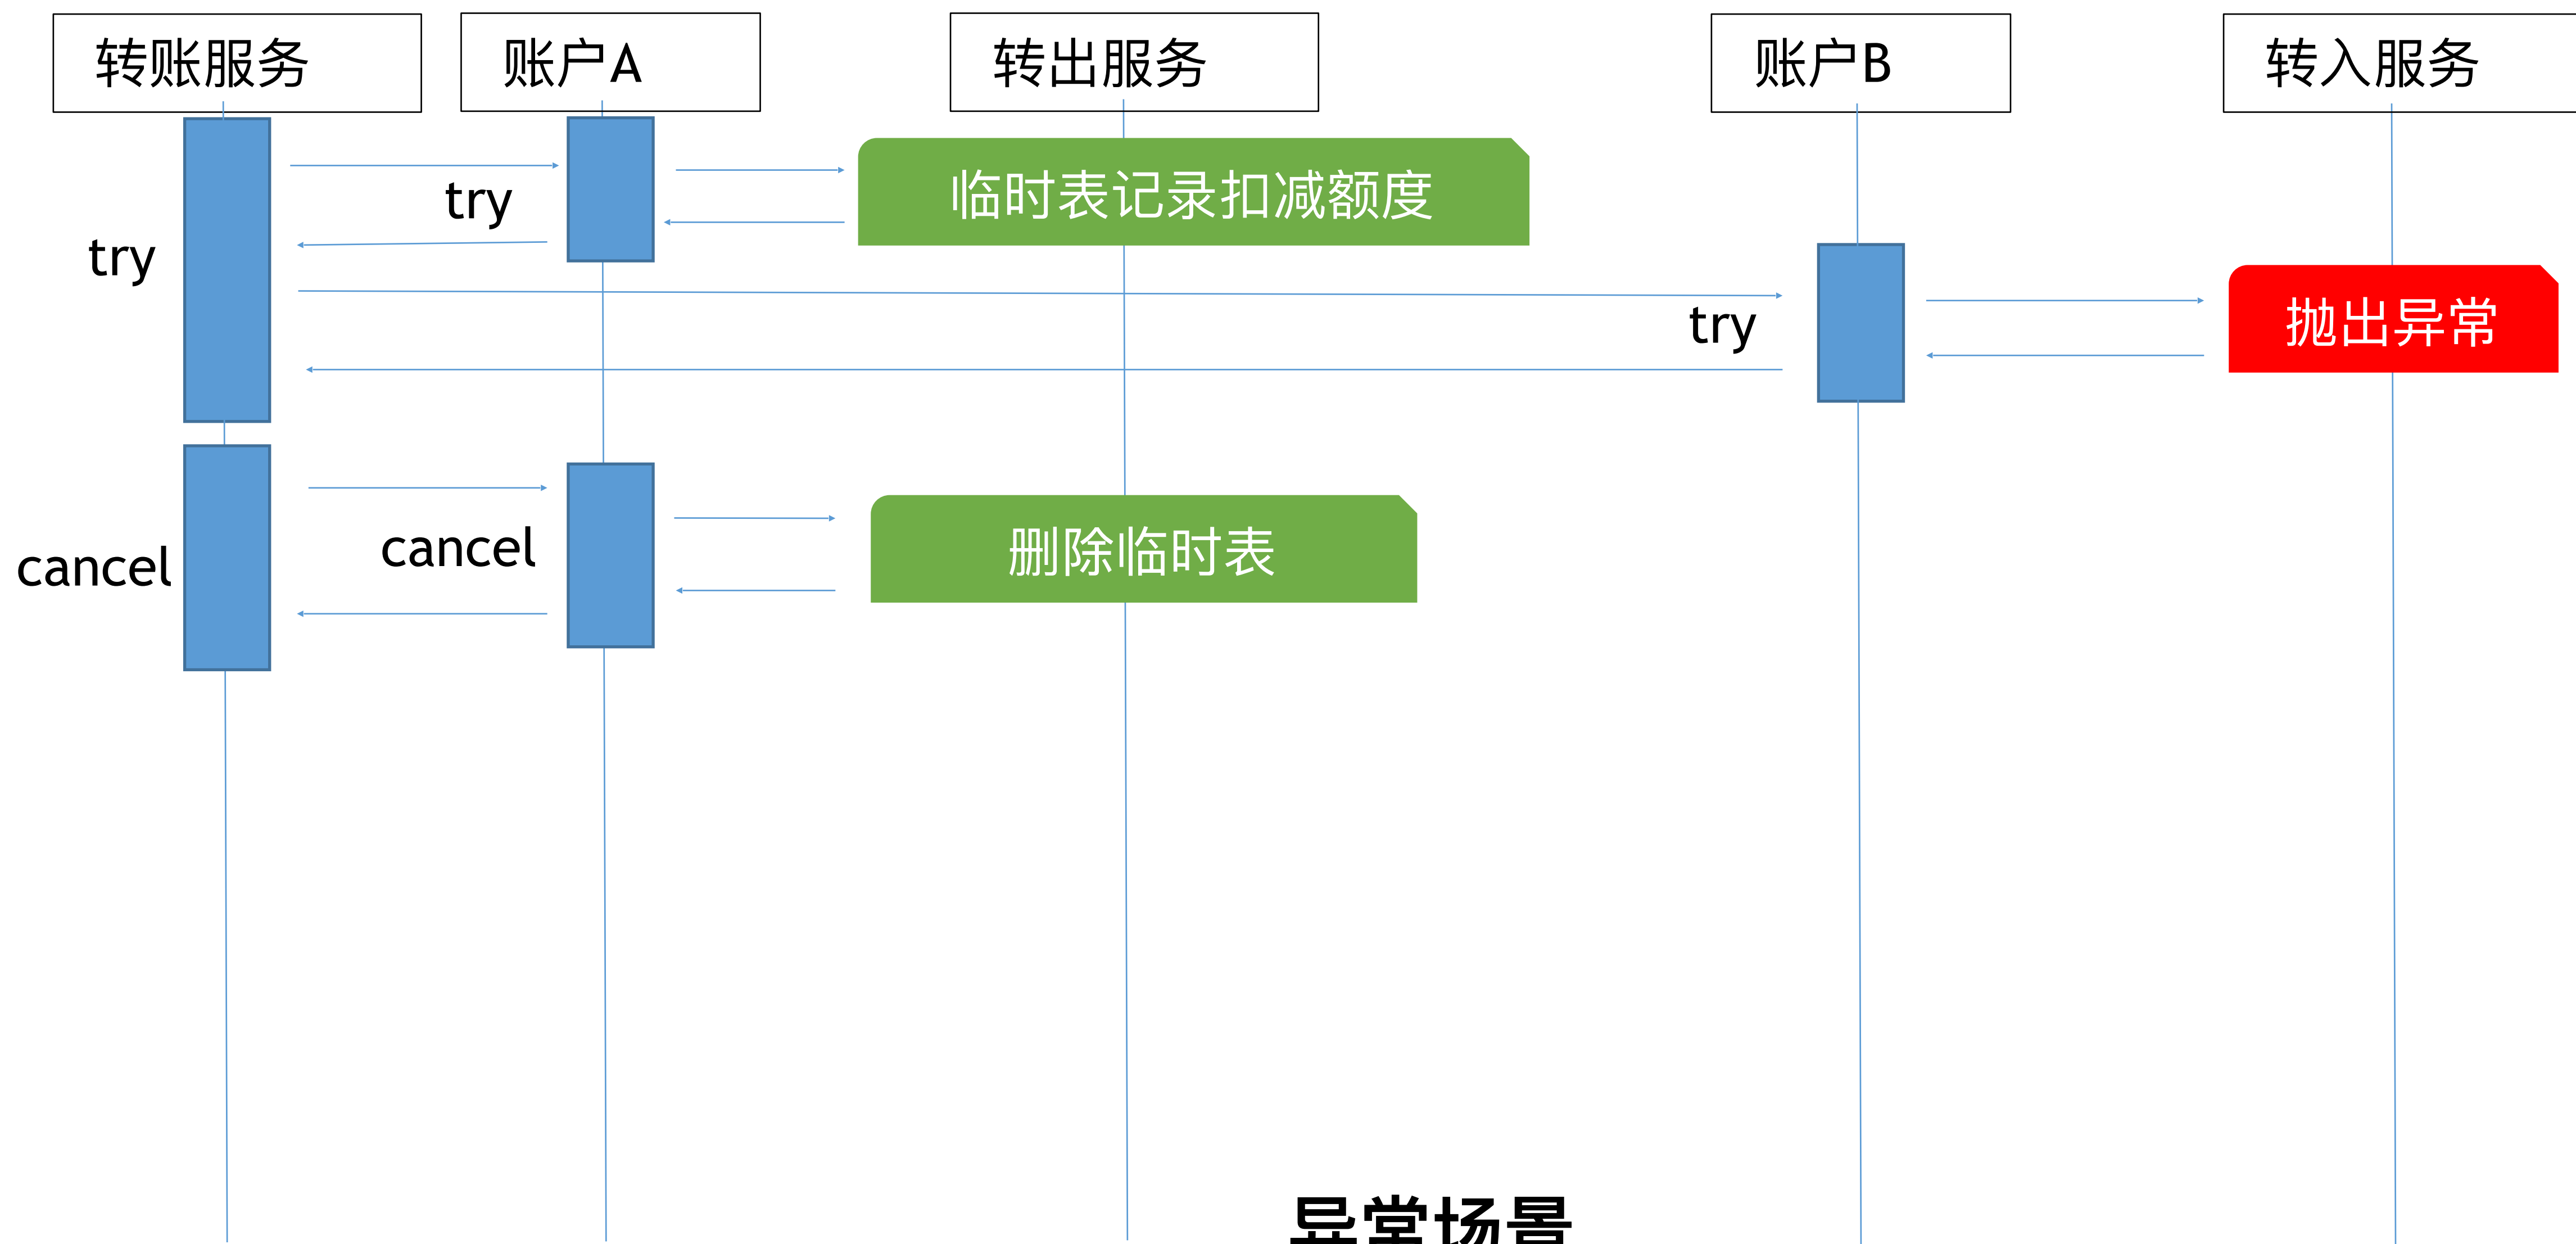 转账服务
账户A
转出服务
账户B
转入服务
临时表记录扣减额度
try
try
抛出异常
try
删除临时表
cancel
cancel
异常场景